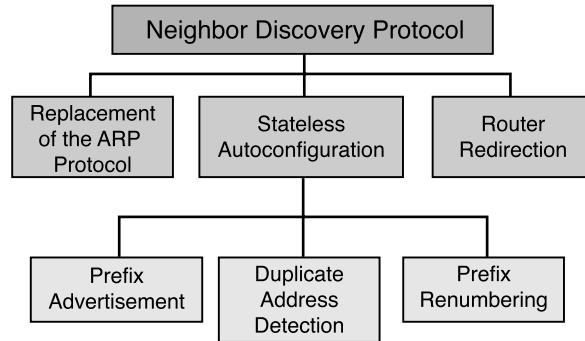 Neighbor Discovery Protocol
Replacement
of the ARP
Protocol
Stateless
Autoconfiguration
Router
Redirection
Prefix
Advertisement
Duplicate
Address
Detection
Prefix
Renumbering